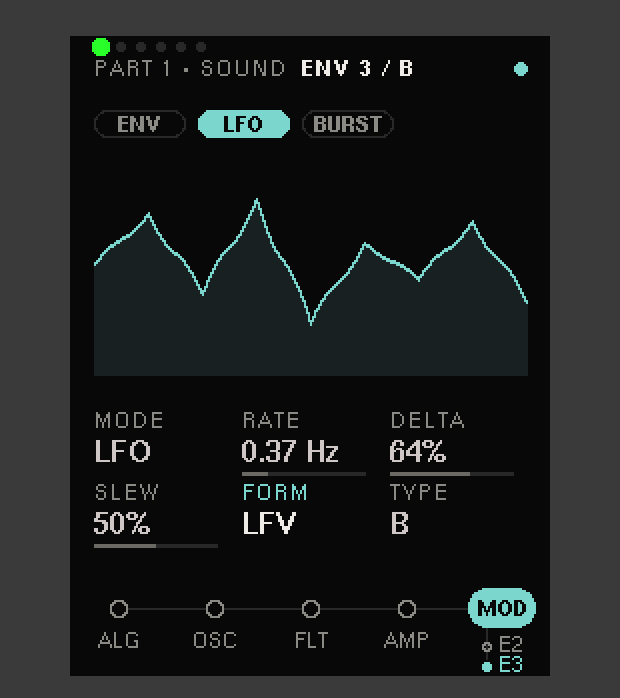 PART 1 · SOUND ENV 3 / B
ENV LFO BURST
MODE RATE DELTA
LFO 0.37 Hz 64%
SLEW FORM TYPE
50% LFV B
MOD
ALG OSC FLT AMP E2
E3